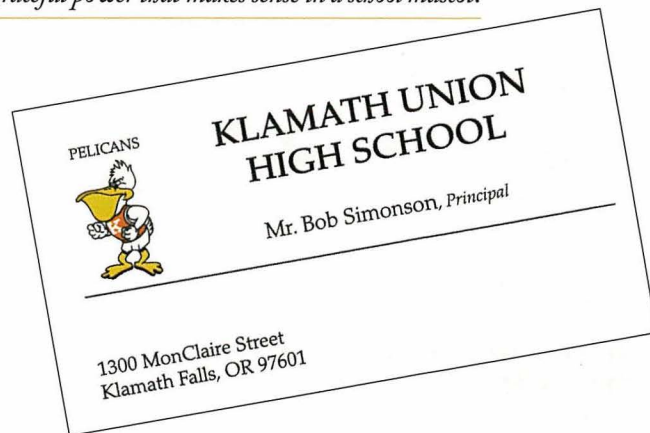 power that makes sense in a school mascot.
PELICANS
KLAMATH UNION
HIGH SCHOOL
Mr. Bob Simonson, Principal
1300 MonClaire Street
Klamath Falls, OR 97601